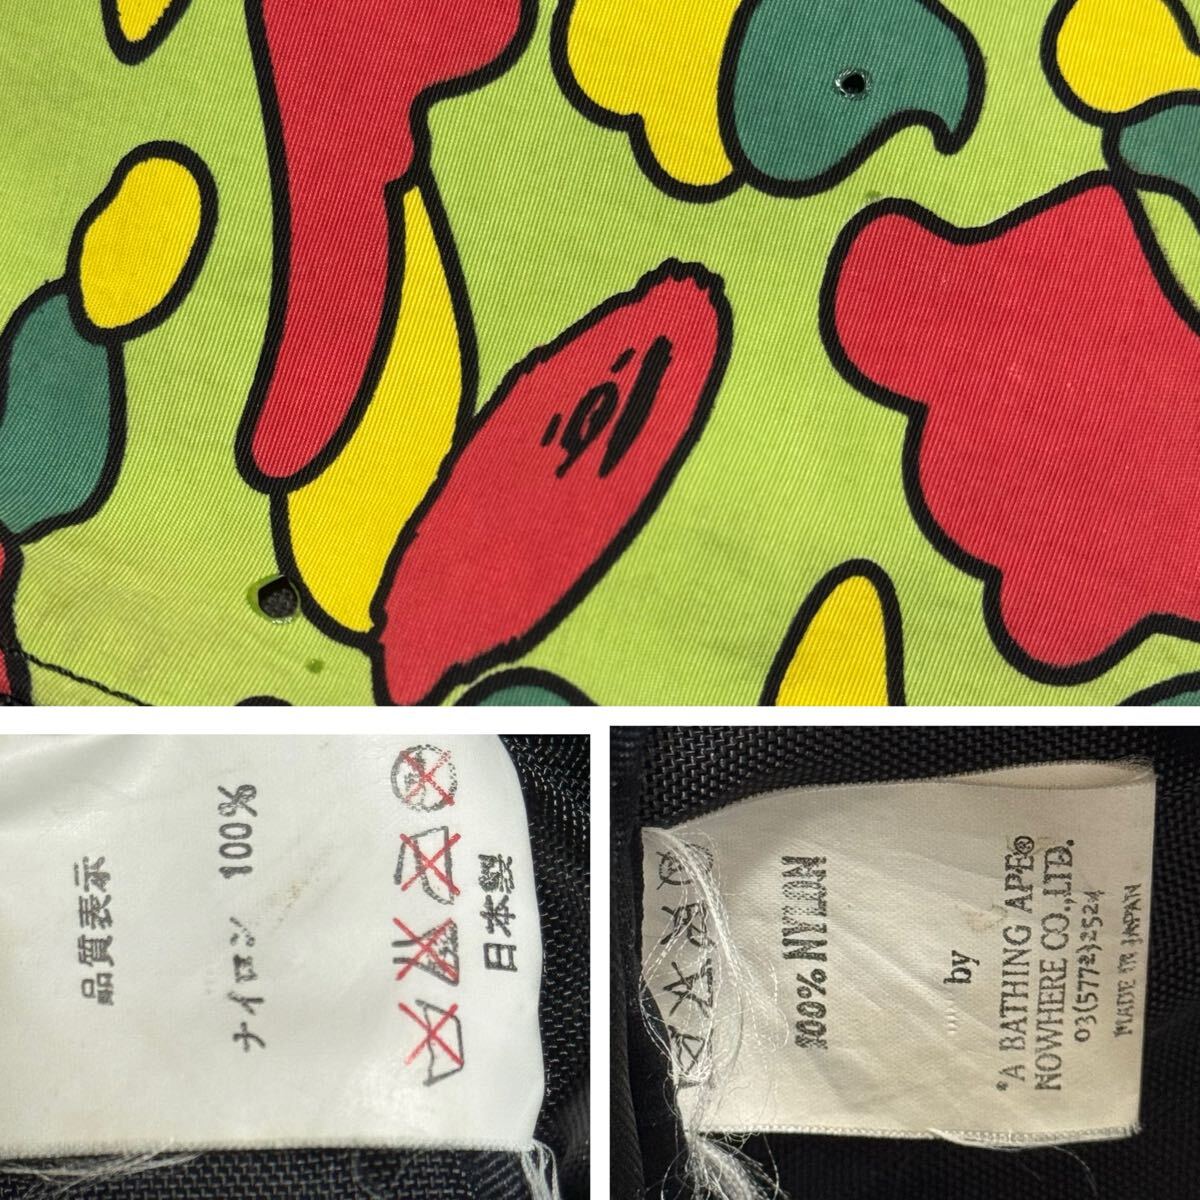 品質表示
ナイロン 100%
日本製
100% NYLON
by
*A BATHING APE®
NOWHERE CO.,LTD.
03(5772)2524
MADE IN JAPAN